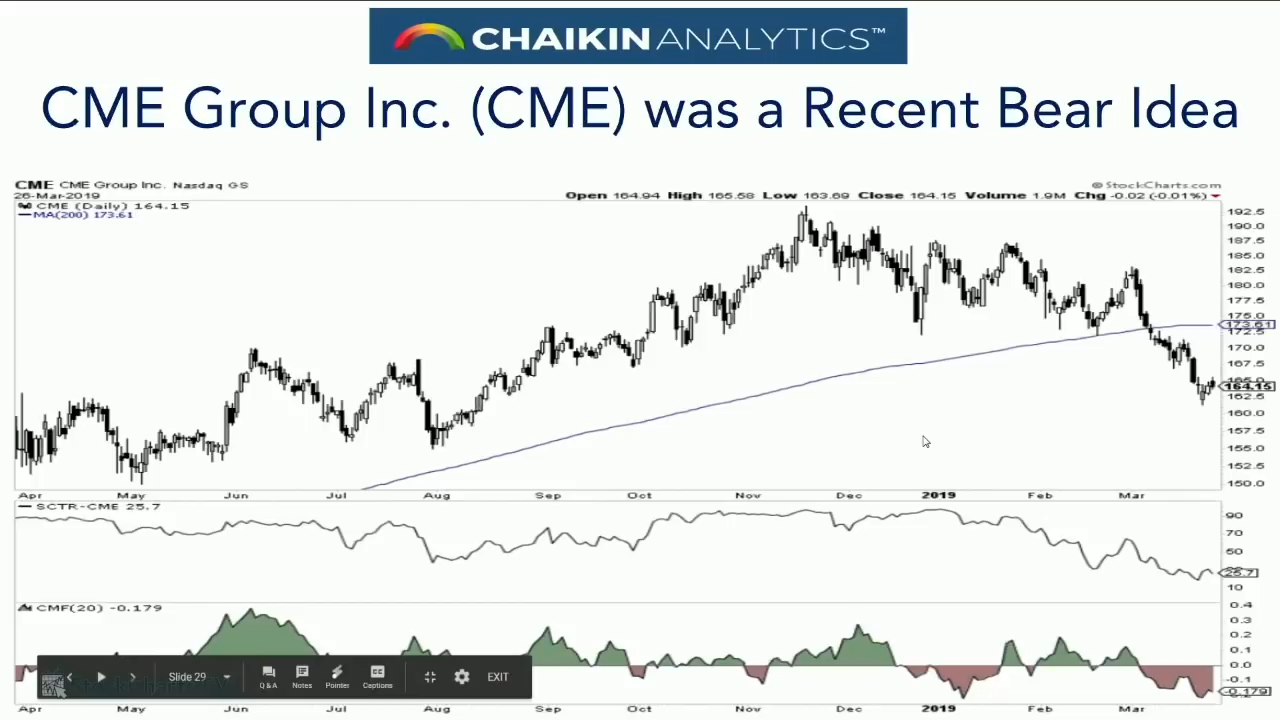 CHAIKIN ANALYTICS™
CME Group Inc. (CME) was a Recent Bear Idea
CME CME Group Inc. Nasdaq GS
© StockCharts.com
26-Mar-2019
Open 164.94 High 165.58 Low 163.69 Close 164.15 Volume 1.9M Chg -0.02 (-0.01%)
CME (Daily) 164.15
MA(200) 173.61
192.5
190.0
187.5
185.0
182.5
180.0
177.5
175.0
173.61
172.5
170.0
167.5
165.0
164.15
162.5
160.0
157.5
155.0
152.5
150.0
Apr May Jun Jul Aug Sep Oct Nov Dec 2019 Feb Mar
SCTR-CME 25.7
90
70
50
25.7
10
CMF(20) -0.179
0.4
0.3
0.2
0.1
0.0
-0.1
-0.179
Slide 29
Q & A Notes Pointer Captions EXIT
Apr May Jun Jul Aug Sep Oct Nov Dec 2019 Feb Mar